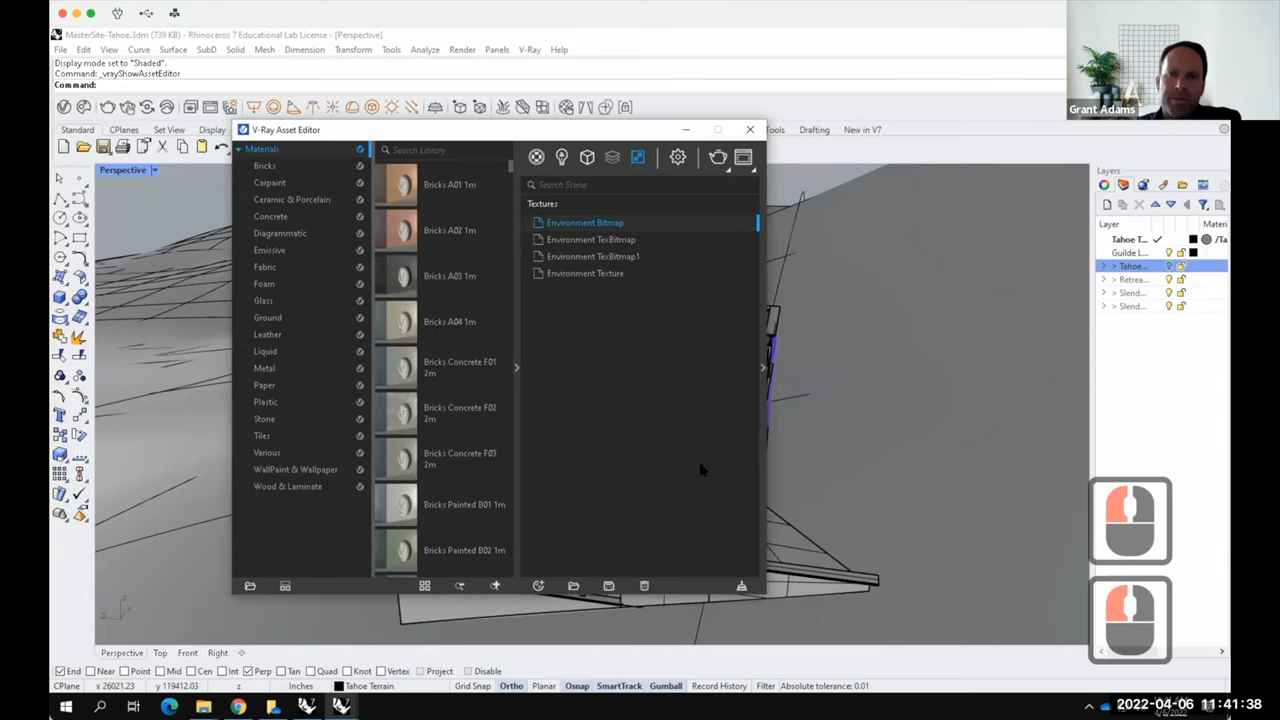 MasterSite-Tahoe.3dm (739 KB) - Rhinoceros 7 Educational Lab License - [Perspective]
File Edit View Curve Surface SubD Solid Mesh Dimension Transform Tools Analyze Render Panels V-Ray Help
Display mode set to "Shaded".
Command: _vrayShowAssetEditor
Command:
Grant Adams
Standard CPlanes Set View Display Tools Drafting New in V7
V-Ray Asset Editor
Perspective
Materials
Bricks
Carpaint
Ceramic & Porcelain
Concrete
Diagrammatic
Emissive
Fabric
Foam
Glass
Ground
Leather
Liquid
Metal
Paper
Plastic
Stone
Tiles
Various
WallPaint & Wallpaper
Wood & Laminate
Search Library
Bricks A01 1m
Bricks A02 1m
Bricks A03 1m
Bricks A04 1m
Bricks Concrete F01
2m
Bricks Concrete F02
2m
Bricks Concrete F03
2m
Bricks Painted B01 1m
Bricks Painted B02 1m
Search Scene
Textures
Environment Bitmap
Environment TexBitmap
Environment TexBitmap1
Environment Texture
Layers
Layer Materi
Tahoe T... /Ta
Guilde L...
> Tahoe...
> Retrea...
> Slend...
> Slend...
Perspective Top Front Right
End Near Point Mid Cen Int Perp Tan Quad Knot Vertex Project Disable
CPlane x 26021.23 y 119412.03 z Inches Tahoe Terrain Grid Snap Ortho Planar Osnap SmartTrack Gumball Record History Filter Absolute tolerance: 0.01
2022-04-06 11:41:38